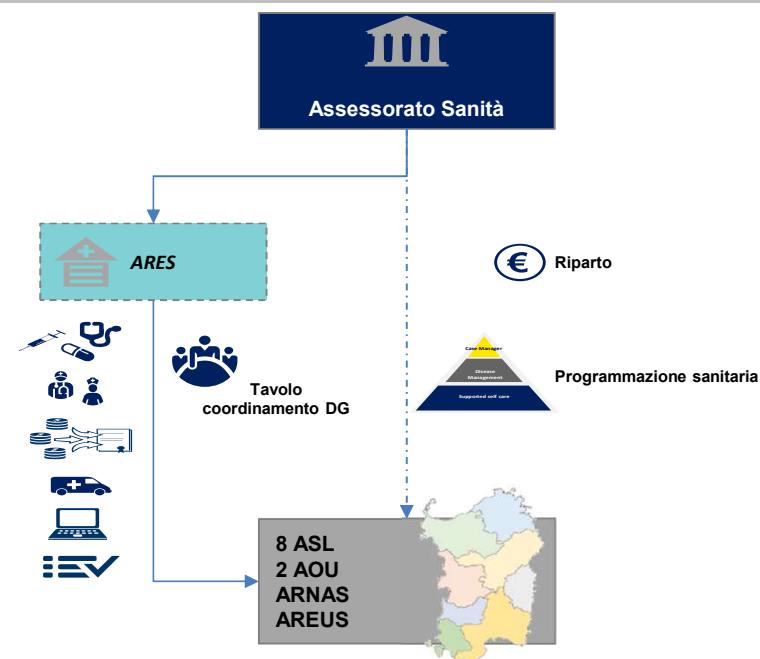 Assessorato Sanità
ARES
Riparto
Tavolo
coordinamento DG
Case Manager
Disease
Management
Supported self care
Programmazione sanitaria
8 ASL
2 AOU
ARNAS
AREUS